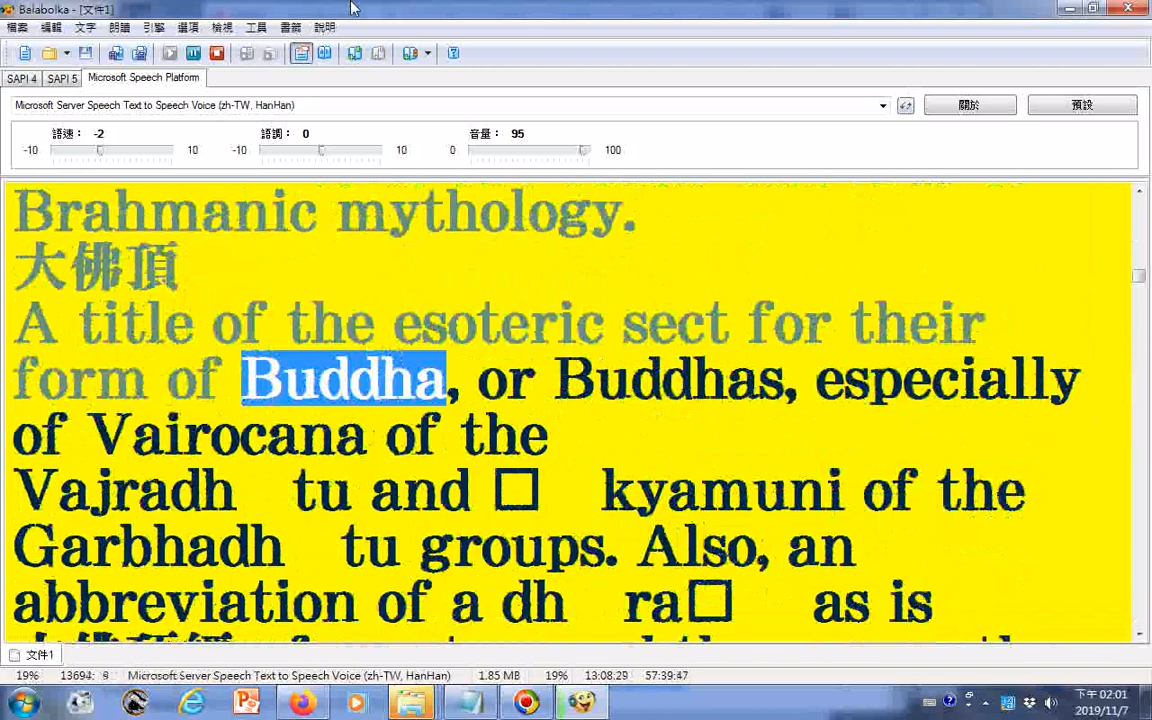 Balabolka - [文件1]
檔案 編輯 文字 朗讀 引擎 選項 檢視 工具 書籤 說明
SAPI 4 SAPI 5 Microsoft Speech Platform
Microsoft Server Speech Text to Speech Voice (zh-TW, HanHan) 關於 預設
語速： -2 語調： 0 音量： 95
-10 10 -10 10 0 100
Brahmanic mythology.
大佛頂
A title of the esoteric sect for their
form of Buddha, or Buddhas, especially
of Vairocana of the
Vajradh tu and □ kyamuni of the
Garbhadh tu groups. Also, an
abbreviation of a dh ra□ as is
文件1
19% 13694: 9 Microsoft Server Speech Text to Speech Voice (zh-TW, HanHan) 1.85 MB 19% 13:08:29 57:39:47
下午 02:01
2019/11/7